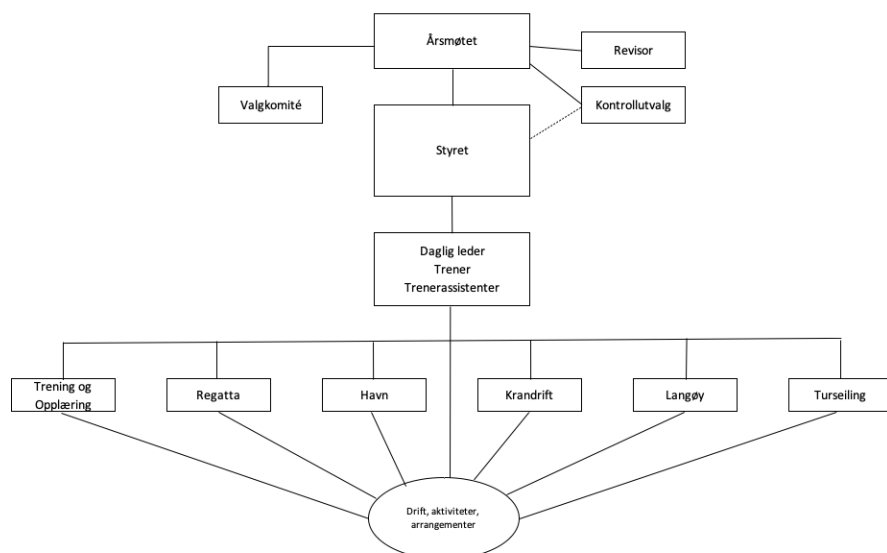 Årsmøtet
Revisor
Valgkomité
Kontrollutvalg
Styret
Daglig leder
Trener
Trenerassistenter
Trening og
Opplæring
Regatta
Havn
Krandrift
Langøy
Turseiling
Drift, aktiviteter,
arrangementer